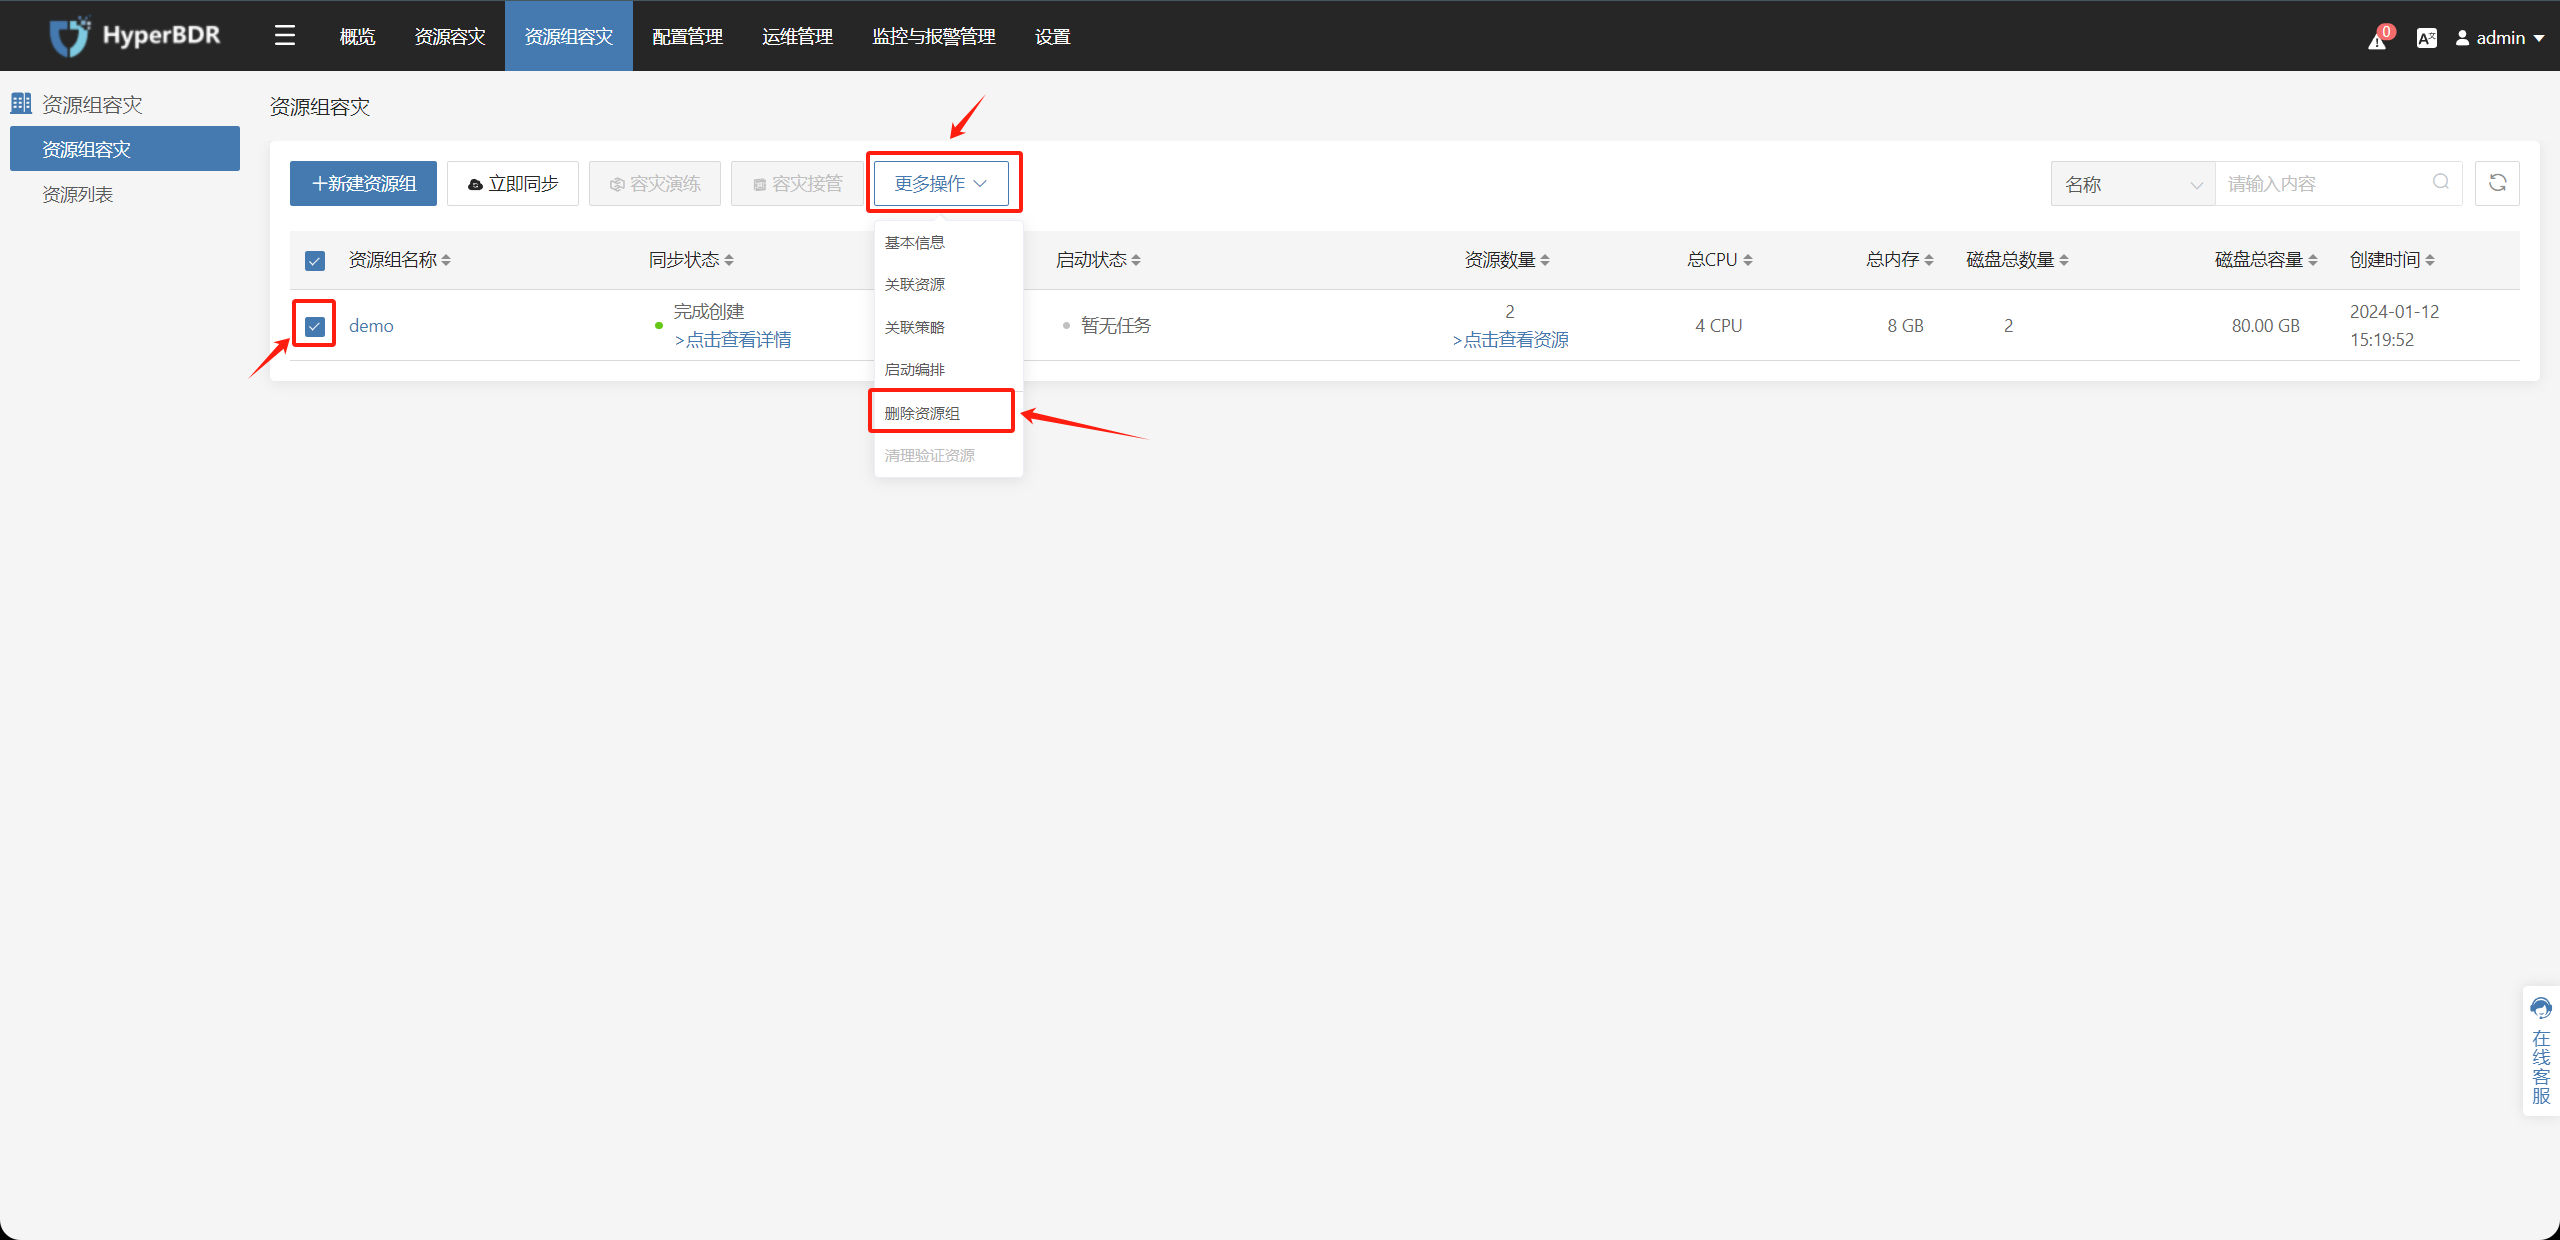 HyperBDR
概览
资源容灾
资源组容灾
配置管理
运维管理
监控与报警管理
设置
0
admin
资源组容灾
资源组容灾
资源列表
资源组容灾
+新建资源组
立即同步
容灾演练
容灾接管
更多操作
名称
请输入内容
资源组名称
同步状态
启动状态
资源数量
总CPU
总内存
磁盘总数量
磁盘总容量
创建时间
demo
完成创建
>点击查看详情
暂无任务
2
>点击查看资源
4 CPU
8 GB
2
80.00 GB
2024-01-12
15:19:52
基本信息
关联资源
关联策略
启动编排
删除资源组
清理验证资源
在线客服